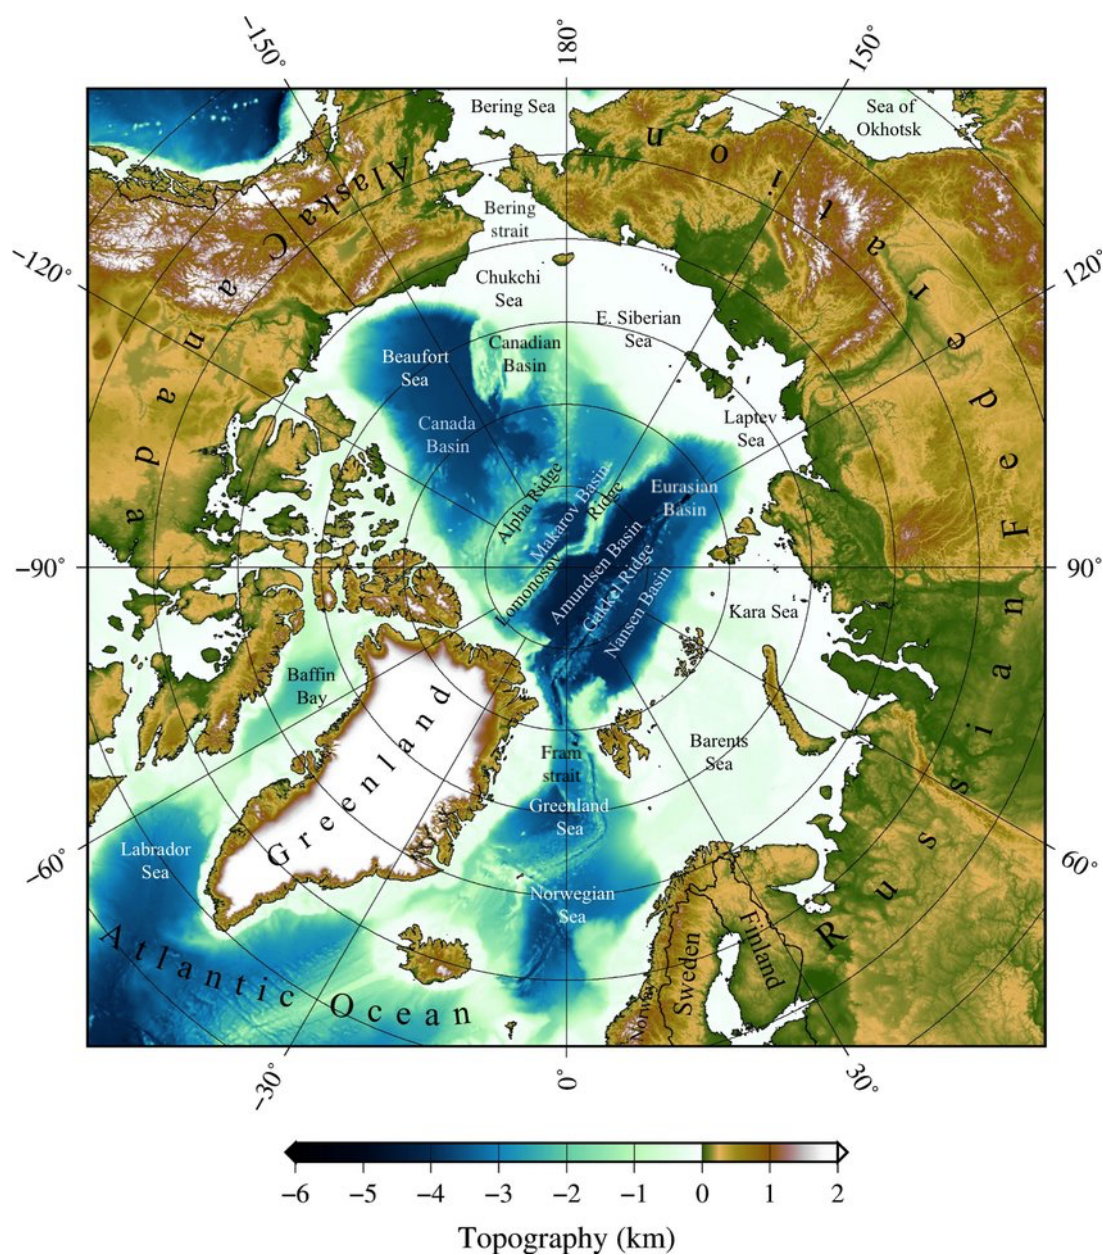 −150°
180°
150°
Bering Sea
Sea of
Okhotsk
Alaska
Bering
strait
−120°
120°
Canada
Chukchi
Sea
E. Siberian
Sea
Canadian
Basin
Beaufort
Sea
Canada
Basin
Laptev
Sea
Alpha Ridge
Makarov Basin
Lomonosov Ridge
Eurasian
Basin
Amundsen Basin
Gakkel Ridge
Nansen Basin
−90°
90°
Kara Sea
Russian Federation
Baffin
Bay
Greenland
Barents
Sea
Fram
strait
Greenland
Sea
Labrador
Sea
−60°
60°
Norwegian
Sea
Norway
Sweden
Finland
Atlantic Ocean
−30°
0°
30°
−6 −5 −4 −3 −2 −1 0 1 2
Topography (km)